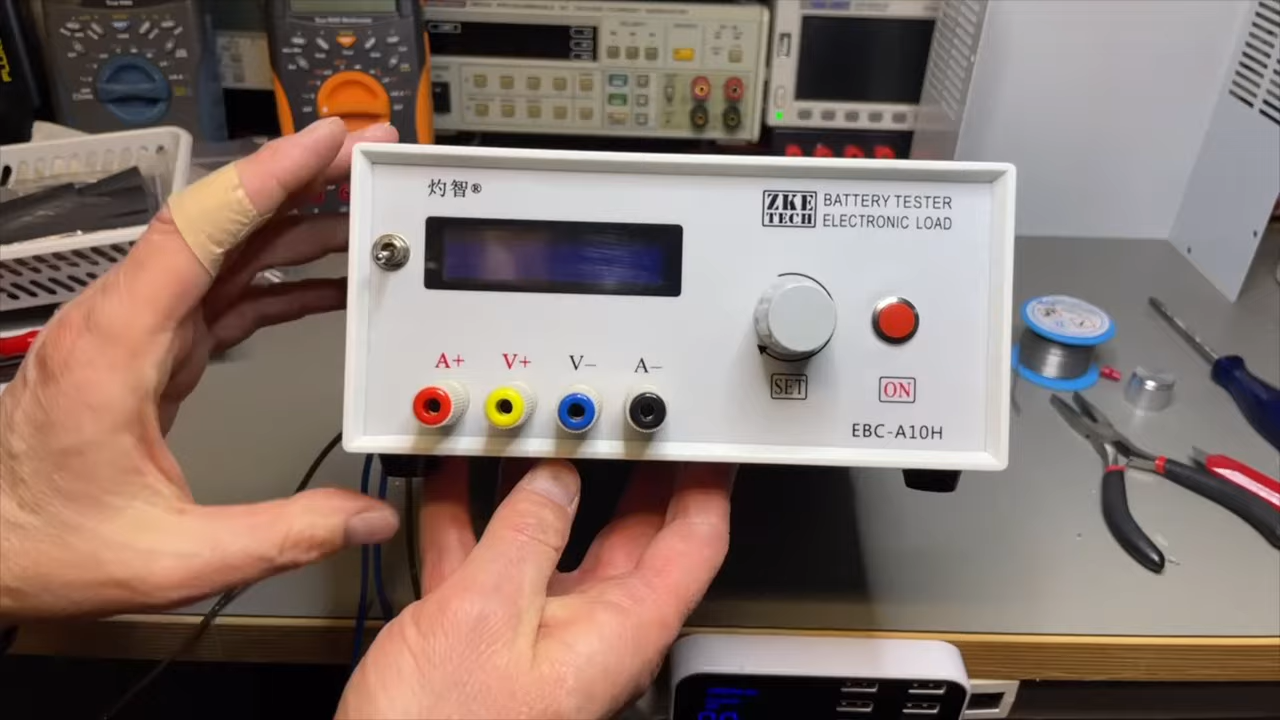 灼智®
ZKE TECH
BATTERY TESTER
ELECTRONIC LOAD
A+ V+ V– A–
SET
ON
EBC-A10H